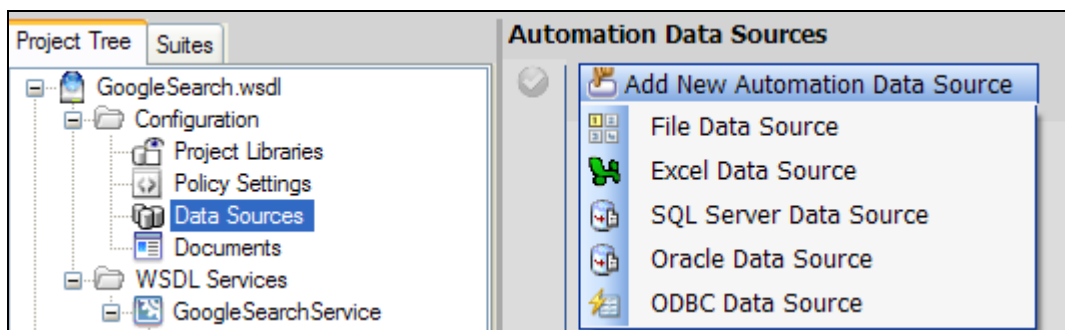 Project Tree
Suites
GoogleSearch.wsdl
Configuration
Project Libraries
Policy Settings
Data Sources
Documents
WSDL Services
GoogleSearchService
Automation Data Sources
Add New Automation Data Source
File Data Source
Excel Data Source
SQL Server Data Source
Oracle Data Source
ODBC Data Source